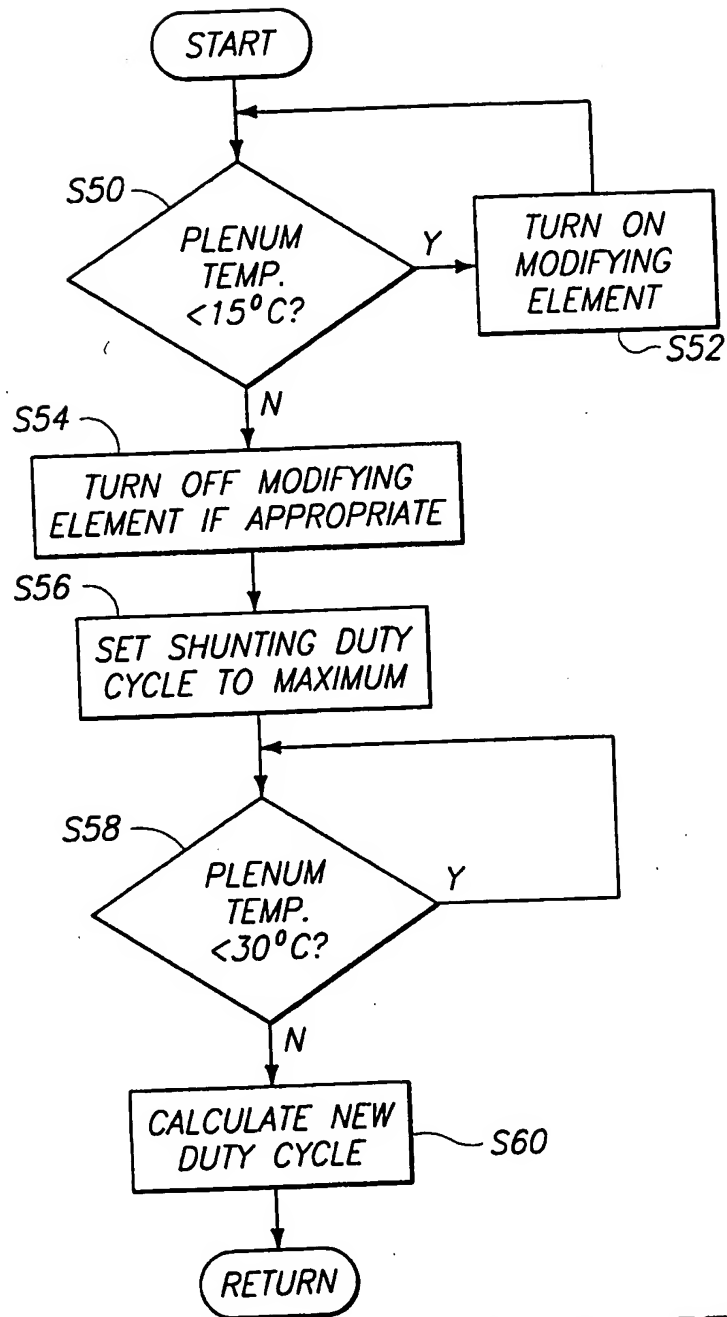 START
S50
PLENUM
TEMP.
<15°C?
Y
TURN ON
MODIFYING
ELEMENT
S52
N
S54
TURN OFF MODIFYING
ELEMENT IF APPROPRIATE
S56
SET SHUNTING DUTY
CYCLE TO MAXIMUM
S58
PLENUM
TEMP.
<30°C?
Y
N
CALCULATE NEW
DUTY CYCLE
S60
RETURN